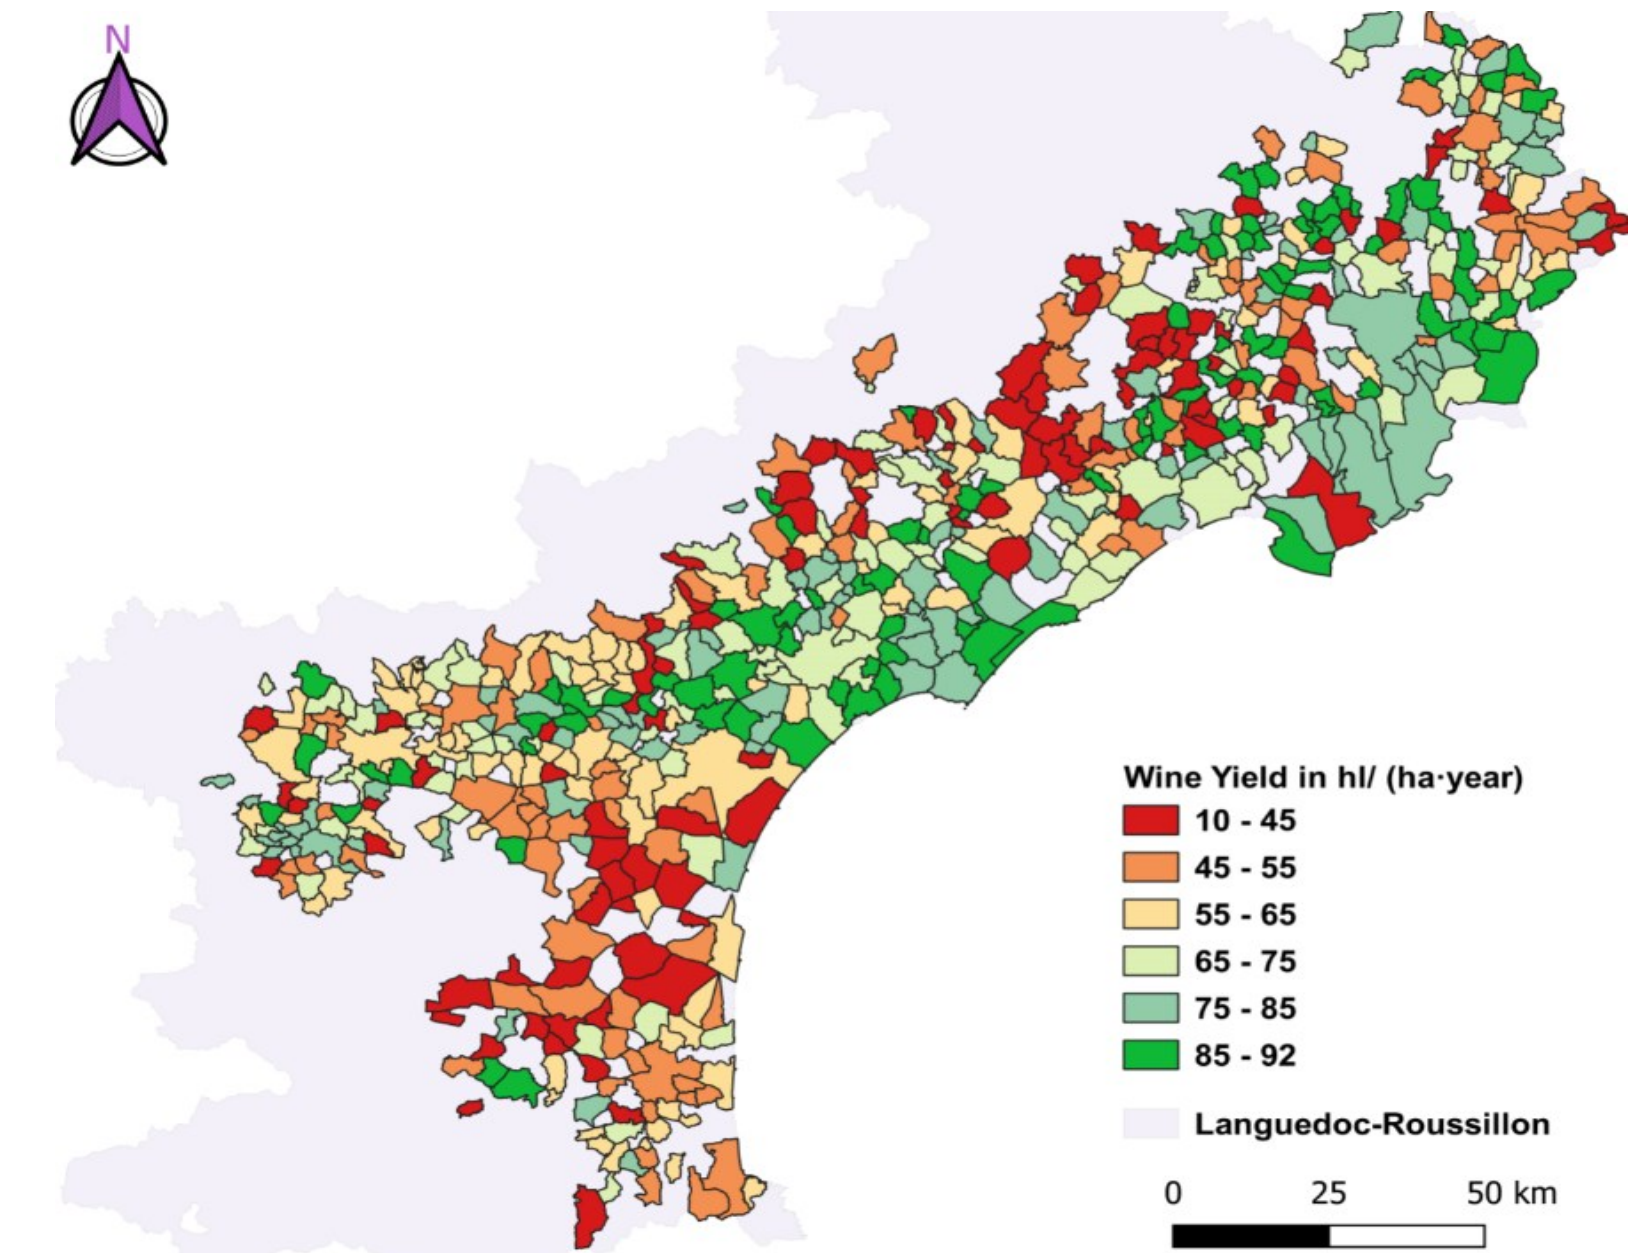 N
Wine Yield in hl/ (ha·year)
10 - 45
45 - 55
55 - 65
65 - 75
75 - 85
85 - 92
Languedoc-Roussillon
0 25 50 km